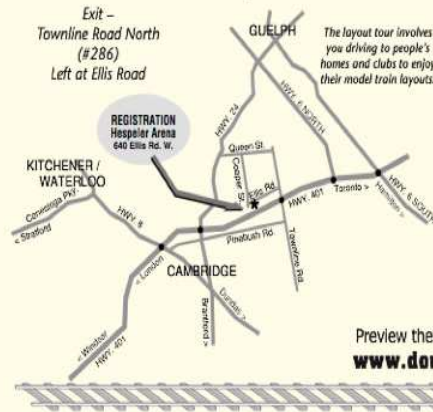 Exit –
Townline Road North
(#286)
Left at Ellis Road
The layout tour involves
you driving to people's
homes and clubs to enjoy
their model train layouts.
GUELPH
REGISTRATION
Hespeler Arena
640 Ellis Rd. W.
HWY. 24
HWY. 6 NORTH
Queen St.
Cooper St.
Ellis Rd.
HWY. 401
Toronto >
Hamilton >
HWY. 6 SOUTH
KITCHENER /
WATERLOO
Conestoga PKY.
< Stratford
HWY. 8
Pinebush Rd.
Townline Rd.
< London
CAMBRIDGE
Dundas >
Brantford >
< Windsor
HWY. 401
Preview the
www.do